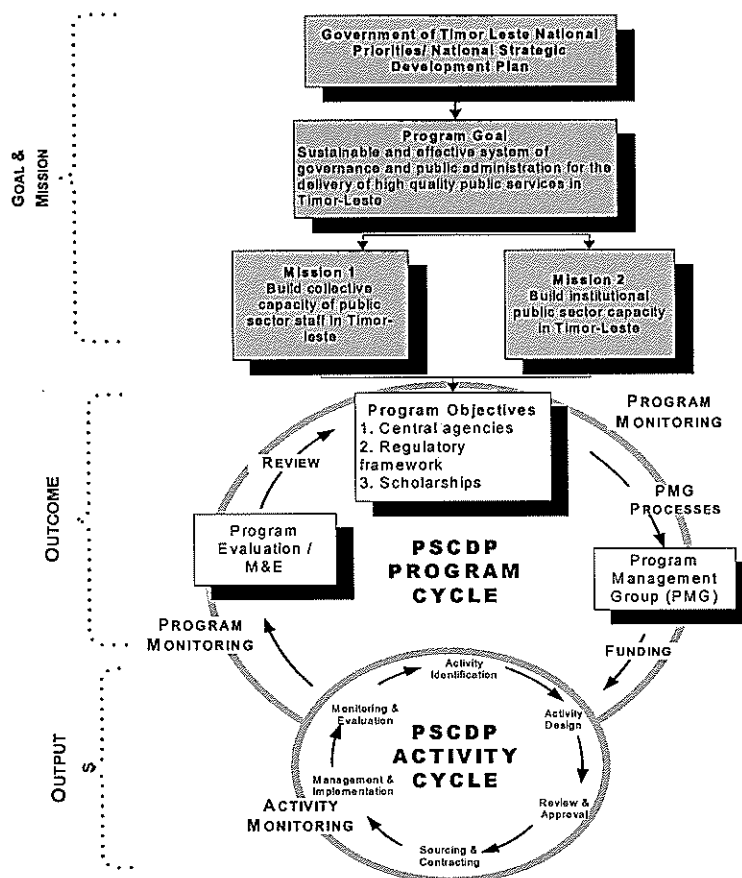 Government of Timor Leste National
Priorities/ National Strategic
Development Plan
Program Goal
Sustainable and effective system of
governance and public administration for the
delivery of high quality public services in
Timor-Leste
GOAL &
MISSION
Mission 1
Build collective
capacity of public
sector staff in Timor-
leste
Mission 2
Build institutional
public sector capacity
in Timor-Leste
Program Objectives
1. Central agencies
2. Regulatory
framework
3. Scholarships
PROGRAM
MONITORING
REVIEW
PMG
PROCESSES
OUTCOME
Program
Evaluation /
M&E
PSCDP
PROGRAM
CYCLE
Program
Management
Group (PMG)
PROGRAM
MONITORING
FUNDING
Activity
Identification
Monitoring &
Evaluation
Activity
Design
PSCDP
ACTIVITY
CYCLE
OUTPUT
S
Management &
Implementation
Review &
Approval
ACTIVITY
MONITORING
Sourcing &
Contracting